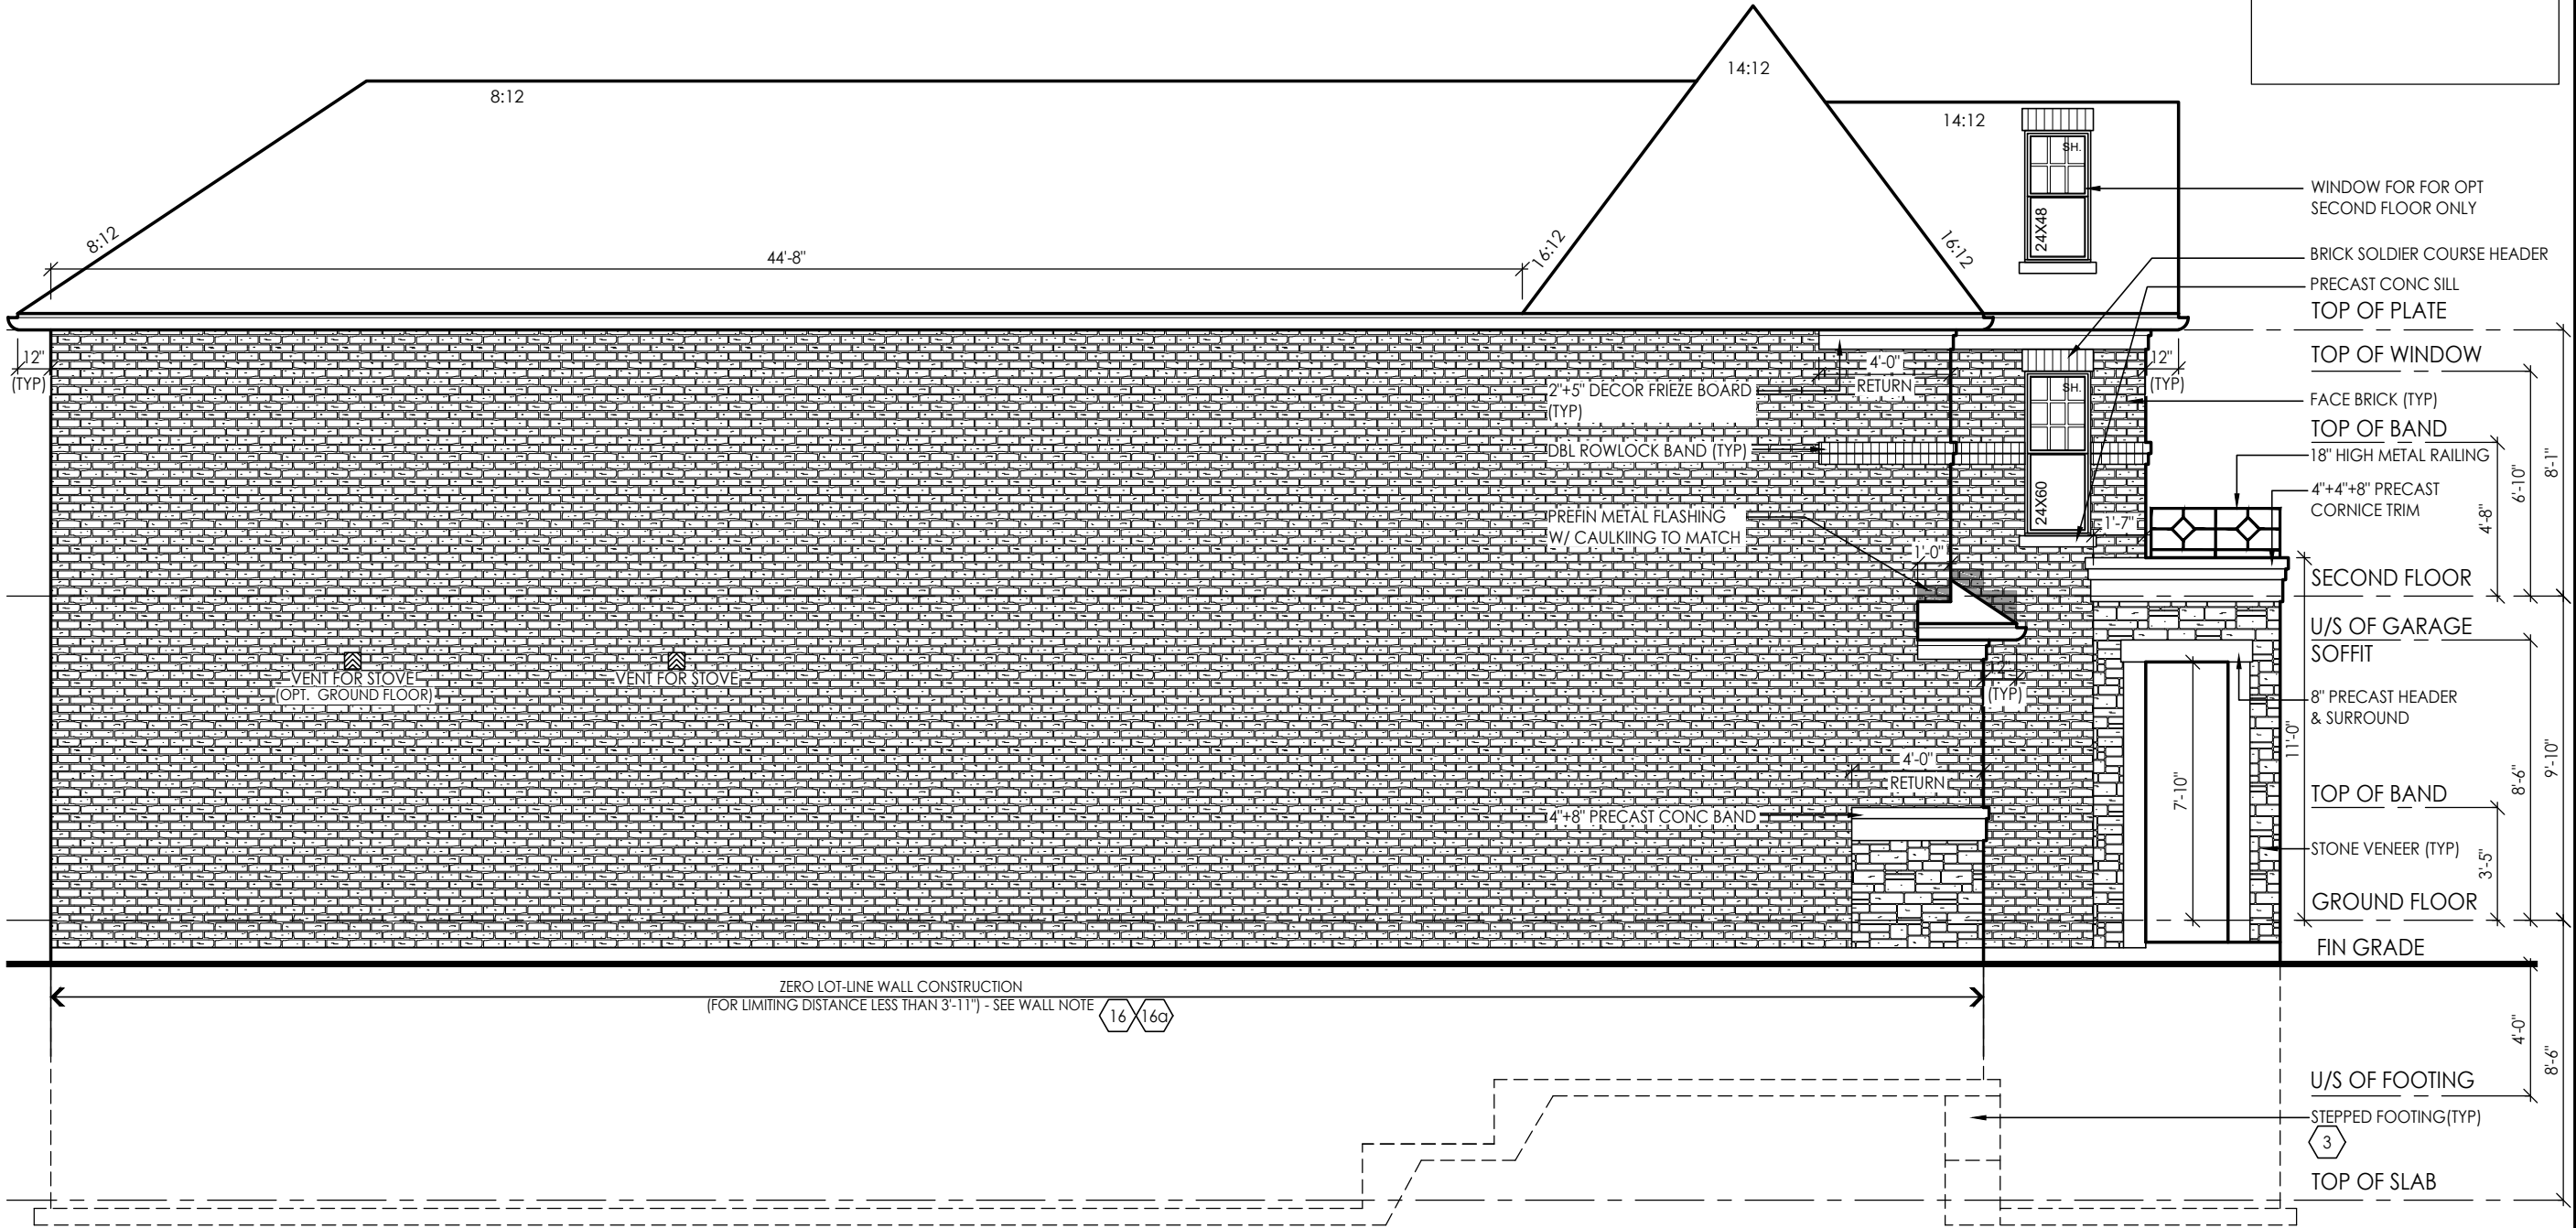 14:12
8:12
14:12
SH.
24X48
WINDOW FOR FOR OPT
SECOND FLOOR ONLY
8:12
16:12
16:12
44'-8"
BRICK SOLDIER COURSE HEADER
PRECAST CONC SILL
TOP OF PLATE
12"
(TYP)
TOP OF WINDOW
4'-0"
RETURN
12"
(TYP)
2"+5" DECOR FRIEZE BOARD
(TYP)
SH.
24X60
FACE BRICK (TYP)
TOP OF BAND
DBL ROWLOCK BAND (TYP)
18" HIGH METAL RAILING
4"+4"+8" PRECAST
CORNICE TRIM
PREFIN METAL FLASHING
W/ CAULKIING TO MATCH
1'-7"
1'-0"
4'-8"
6'-10"
8'-1"
SECOND FLOOR
U/S OF GARAGE
SOFFIT
VENT FOR STOVE
(OPT. GROUND FLOOR)
VENT FOR STOVE
12"
(TYP)
8" PRECAST HEADER
& SURROUND
4'-0"
RETURN
7'-10"
11'-0"
8'-6"
9'-10"
TOP OF BAND
4"+8" PRECAST CONC BAND
3'-5"
STONE VENEER (TYP)
GROUND FLOOR
FIN GRADE
ZERO LOT-LINE WALL CONSTRUCTION
(FOR LIMITING DISTANCE LESS THAN 3'-11") - SEE WALL NOTE 16 16a
4'-0"
8'-6"
U/S OF FOOTING
STEPPED FOOTING(TYP)
3
TOP OF SLAB